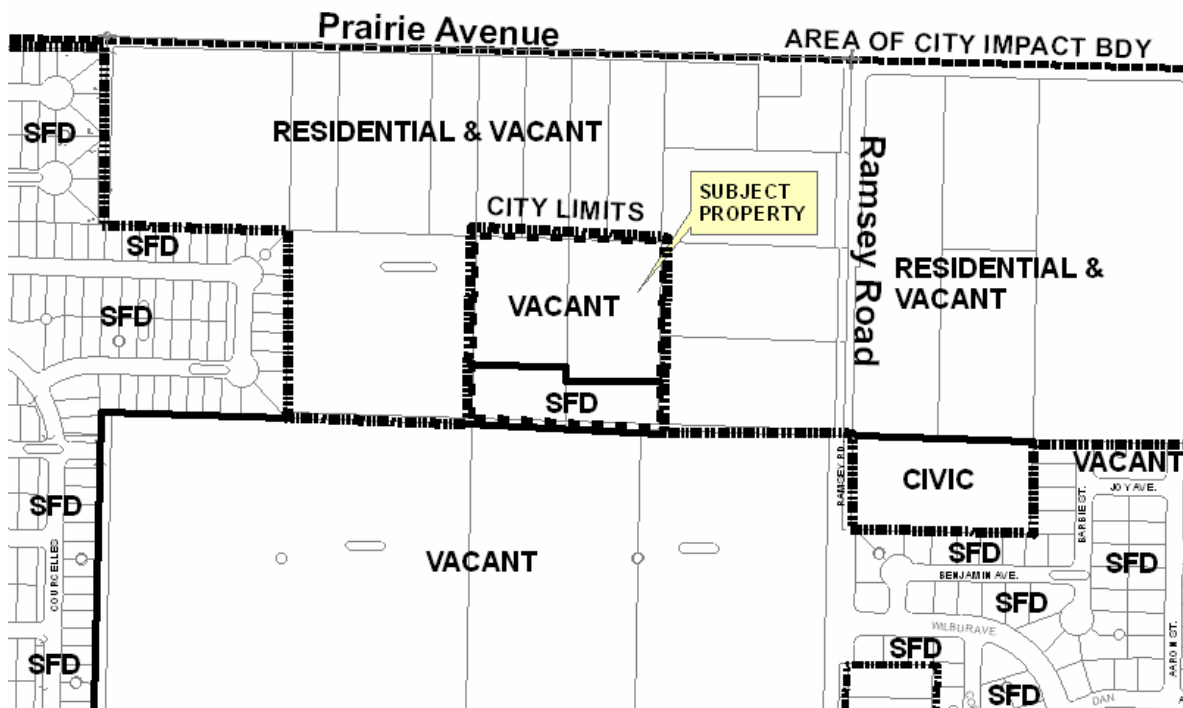 Prairie Avenue
AREA OF CITY IMPACT BDY
SFD
RESIDENTIAL & VACANT
Ramsey Road
SUBJECT
PROPERTY
CITY LIMITS
SFD
VACANT
RESIDENTIAL &
VACANT
SFD
SFD
CIVIC
VACANT
RAMSEY RD.
JOY AVE.
BARBIE ST.
SFD
VACANT
SFD
SFD
BENJAMIN AVE.
SFD
COURCELLES
WILBUR AVE
AARON ST.
SFD
SFD
SFD
DAN